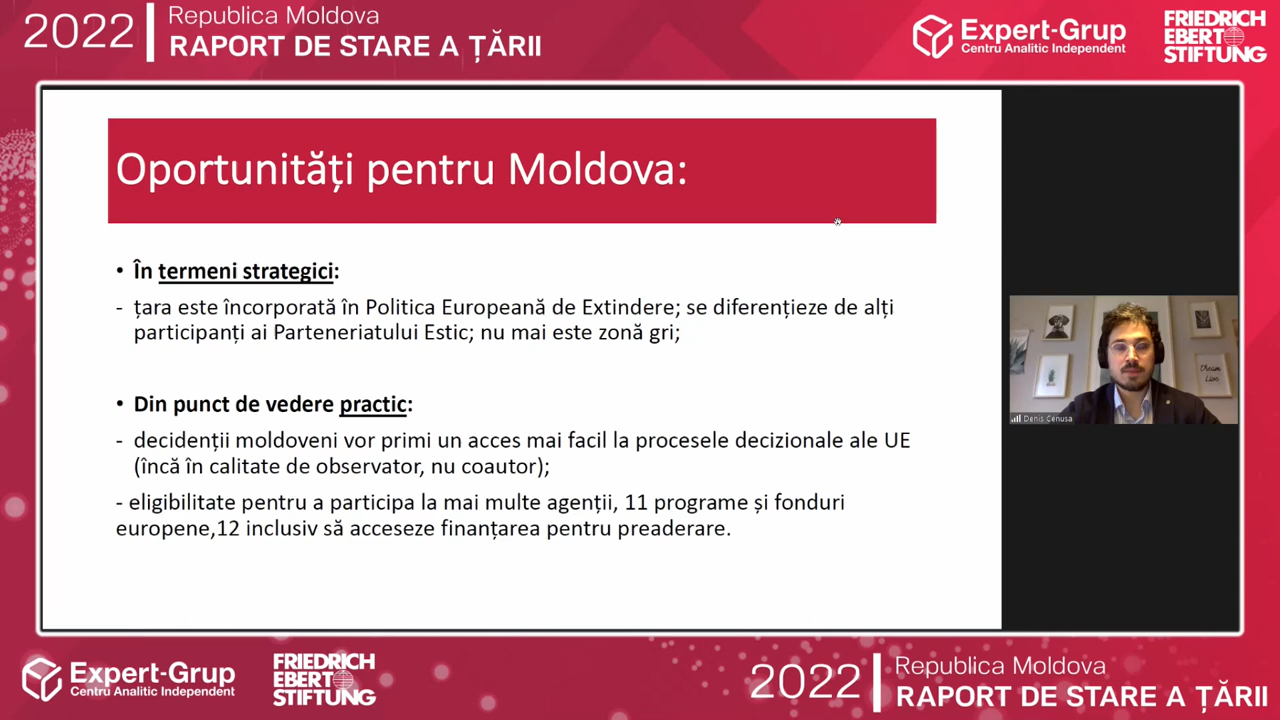 2022
Republica Moldova
RAPORT DE STARE A ȚĂRII
Expert-Grup
Centru Analitic Independent
FRIEDRICH
EBERT
STIFTUNG
Oportunități pentru Moldova:
• În termeni strategici:
- țara este încorporată în Politica Europeană de Extindere; se diferențieze de alți
participanți ai Parteneriatului Estic; nu mai este zonă gri;
• Din punct de vedere practic:
- decidenții moldoveni vor primi un acces mai facil la procesele decizionale ale UE
(încă în calitate de observator, nu coautor);
- eligibilitate pentru a participa la mai multe agenții, 11 programe și fonduri
europene,12 inclusiv să acceseze finanțarea pentru preaderare.
Cream
Denis Cenusa
Expert-Grup
Centru Analitic Independent
FRIEDRICH
EBERT
STIFTUNG
2022
Republica Moldova
RAPORT DE STARE A ȚĂRII